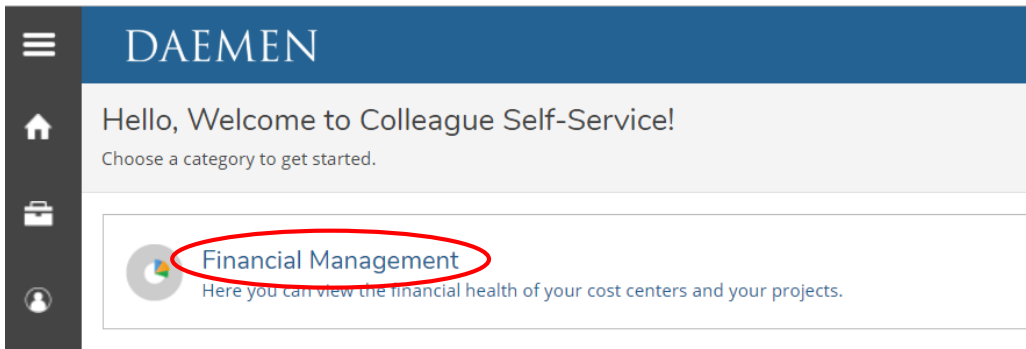 DAEMEN
Hello, Welcome to Colleague Self-Service!
Choose a category to get started.
Financial Management
Here you can view the financial health of your cost centers and your projects.